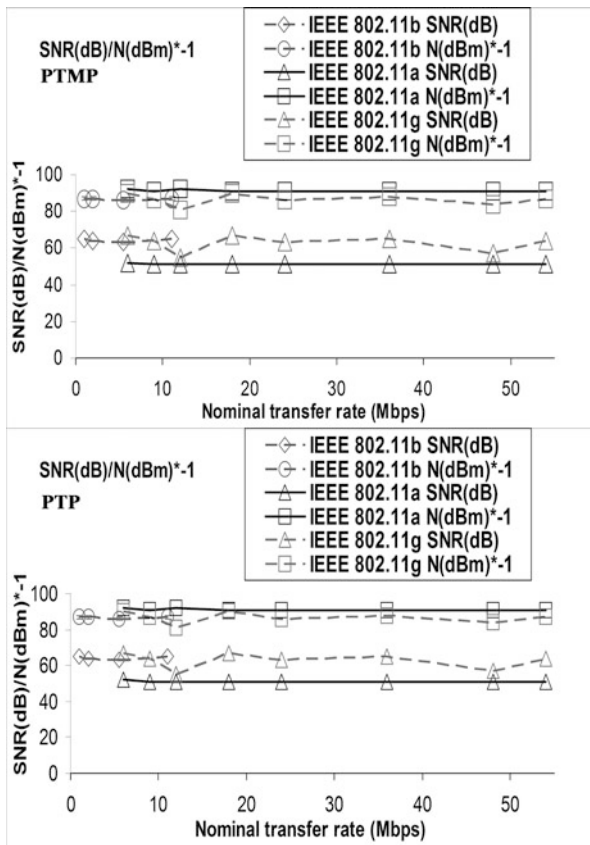 SNR(dB)/N(dBm)*-1
PTMP
IEEE 802.11b SNR(dB)
IEEE 802.11b N(dBm)*-1
IEEE 802.11a SNR(dB)
IEEE 802.11a N(dBm)*-1
IEEE 802.11g SNR(dB)
IEEE 802.11g N(dBm)*-1
SNR(dB)/N(dBm)*-1
100
80
60
40
20
0
0 10 20 30 40 50
Nominal transfer rate (Mbps)
SNR(dB)/N(dBm)*-1
PTP
IEEE 802.11b SNR(dB)
IEEE 802.11b N(dBm)*-1
IEEE 802.11a SNR(dB)
IEEE 802.11a N(dBm)*-1
IEEE 802.11g SNR(dB)
IEEE 802.11g N(dBm)*-1
SNR(dB)/N(dBm)*-1
100
80
60
40
20
0
0 10 20 30 40 50
Nominal transfer rate (Mbps)